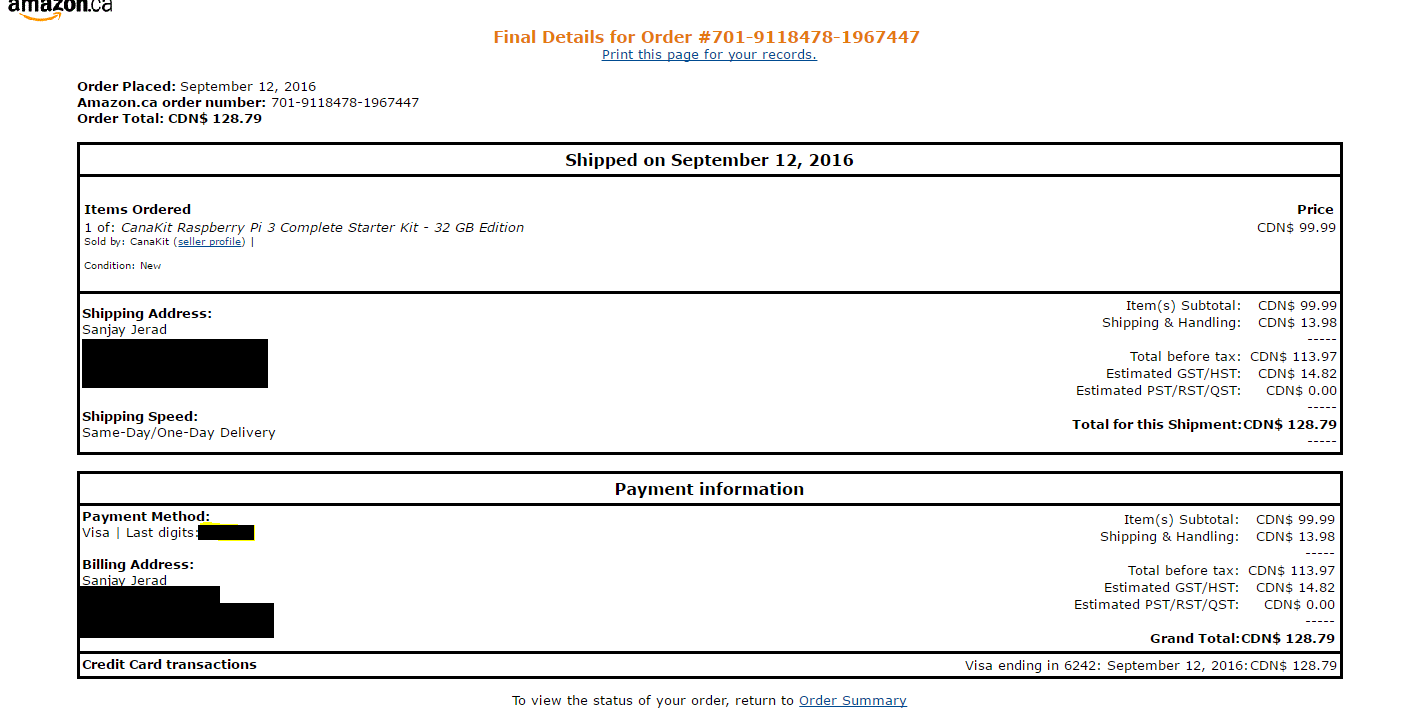 amazon.ca
Final Details for Order #701-9118478-1967447
Print this page for your records.
Order Placed: September 12, 2016
Amazon.ca order number: 701-9118478-1967447
Order Total: CDN$ 128.79
Shipped on September 12, 2016
Items Ordered Price
1 of: CanaKit Raspberry Pi 3 Complete Starter Kit - 32 GB Edition CDN$ 99.99
Sold by: CanaKit (seller profile) |
Condition: New
Shipping Address:
Sanjay Jerad
Shipping Speed:
Same-Day/One-Day Delivery
Item(s) Subtotal: CDN$ 99.99
Shipping & Handling: CDN$ 13.98
-----
Total before tax: CDN$ 113.97
Estimated GST/HST: CDN$ 14.82
Estimated PST/RST/QST: CDN$ 0.00
-----
Total for this Shipment:CDN$ 128.79
-----
Payment information
Payment Method:
Visa | Last digits:
Billing Address:
Sanjay Jerad
Item(s) Subtotal: CDN$ 99.99
Shipping & Handling: CDN$ 13.98
-----
Total before tax: CDN$ 113.97
Estimated GST/HST: CDN$ 14.82
Estimated PST/RST/QST: CDN$ 0.00
-----
Grand Total:CDN$ 128.79
Credit Card transactions Visa ending in 6242: September 12, 2016:CDN$ 128.79
To view the status of your order, return to Order Summary